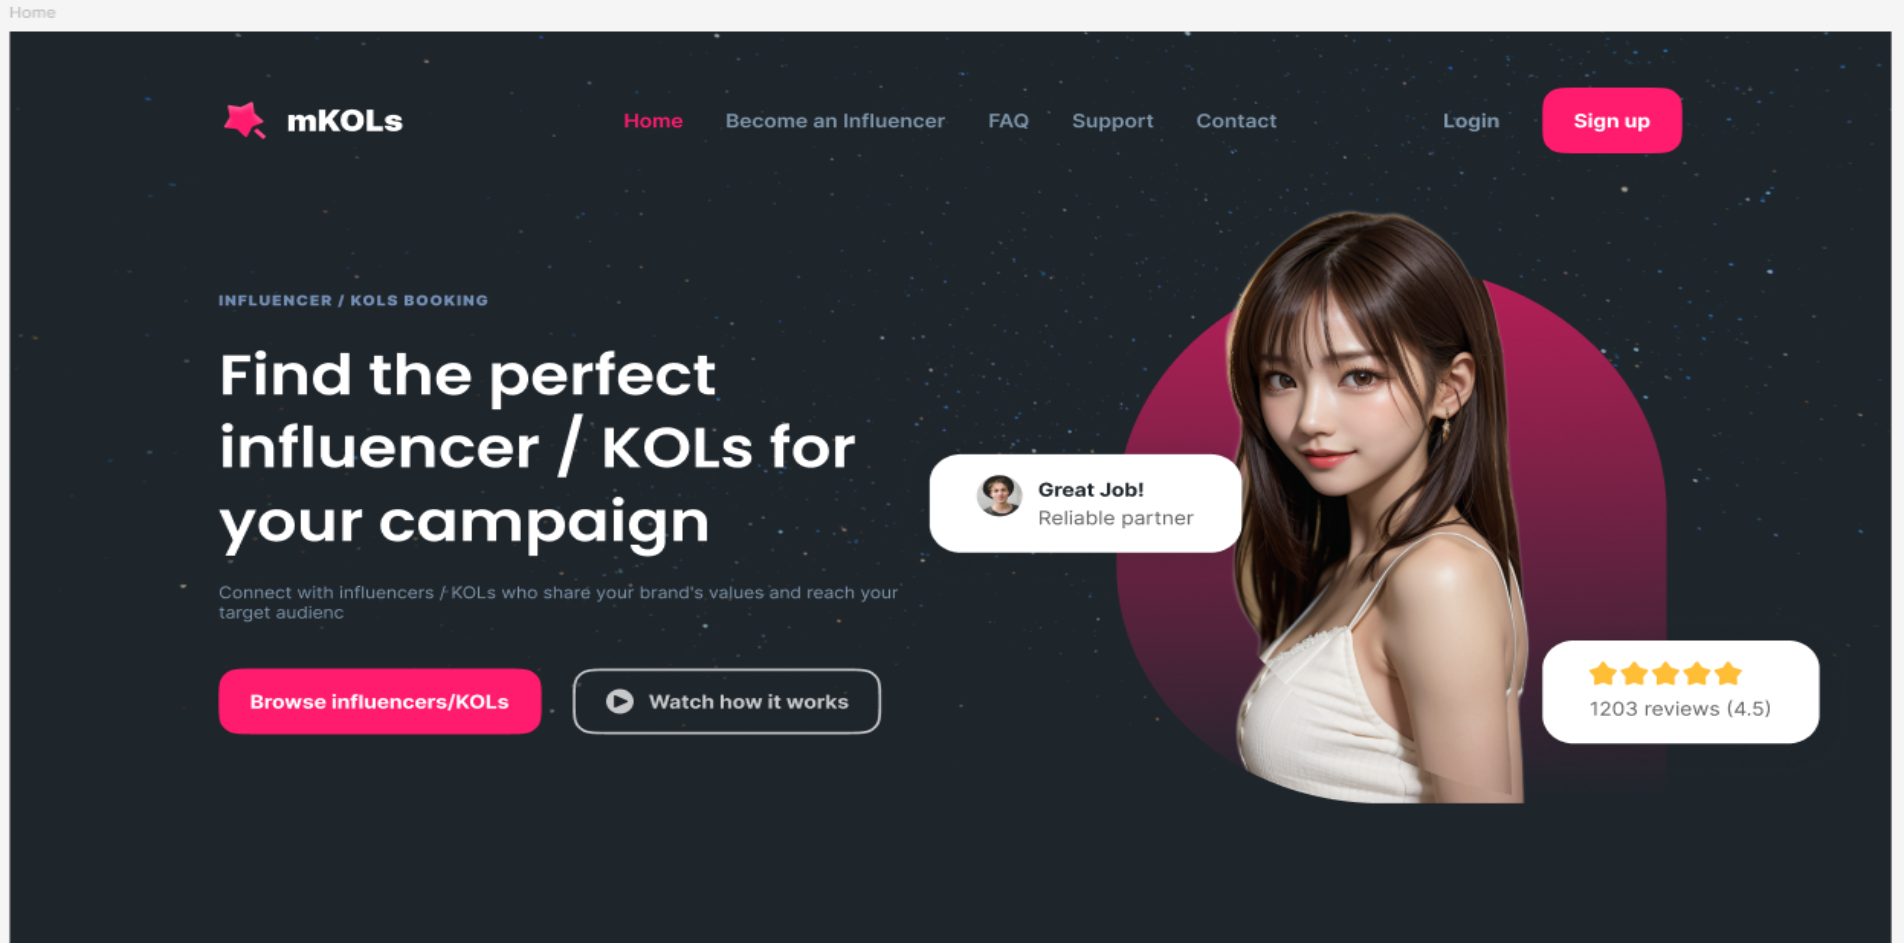 Home
mKOLs
Home
Become an Influencer
FAQ
Support
Contact
Login
Sign up
INFLUENCER / KOLS BOOKING
Find the perfect
influencer / KOLs for
your campaign
Connect with influencers / KOLs who share your brand's values and reach your
target audienc
Browse influencers/KOLs
Watch how it works
Great Job!
Reliable partner
1203 reviews (4.5)